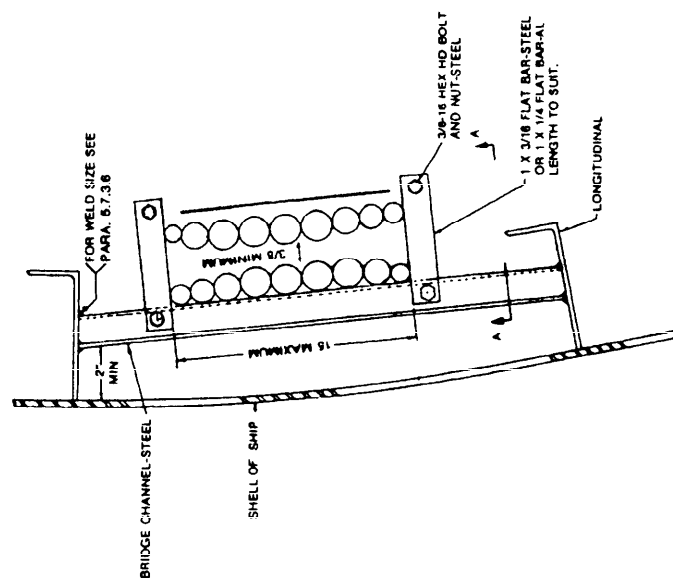 FOR WELD SIZE SEE
PARA. 5.7.3.6
3/8-16 HEX HD BOLT
AND NUT-STEEL
A
1 X 3/16 FLAT BAR-STEEL
OR 1 X 1/4 FLAT BAR-AL
LENGTH TO SUIT.
LONGITUDINAL
3/8 MINIMUM
15 MAXIMUM
A
2"
MIN
BRIDGE CHANNEL-STEEL
SHELL OF SHIP